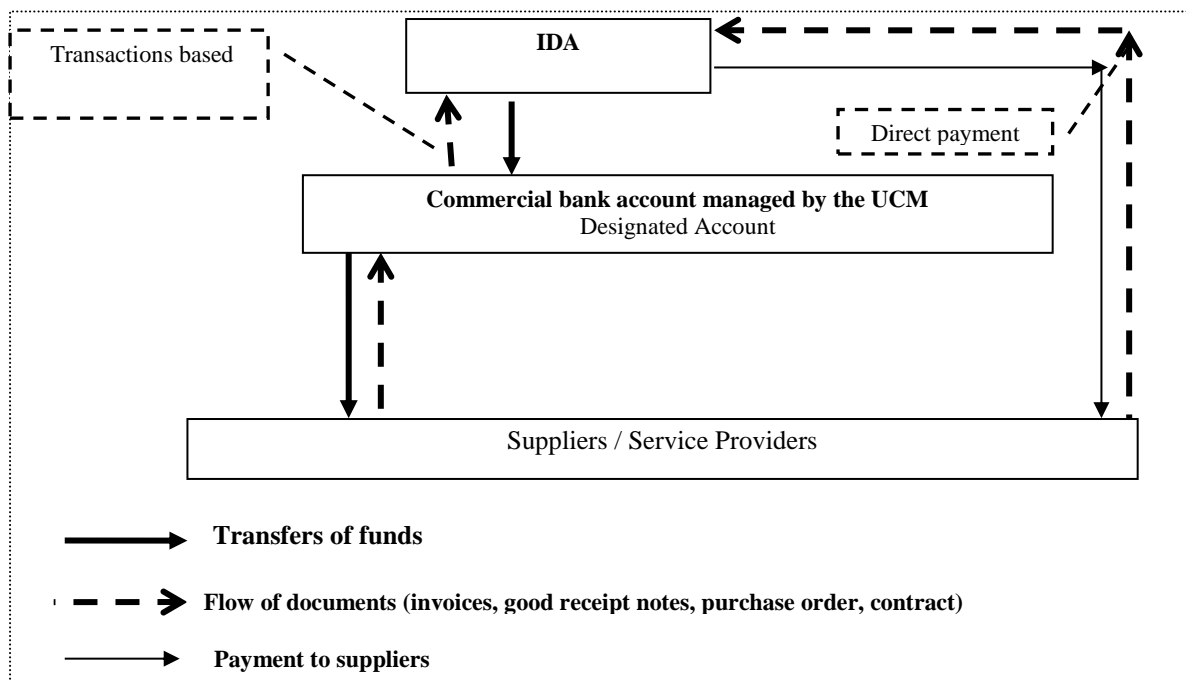 IDA
Transactions based
Direct payment
Commercial bank account managed by the UCM
Designated Account
Suppliers / Service Providers
Transfers of funds
Flow of documents (invoices, good receipt notes, purchase order, contract)
Payment to suppliers